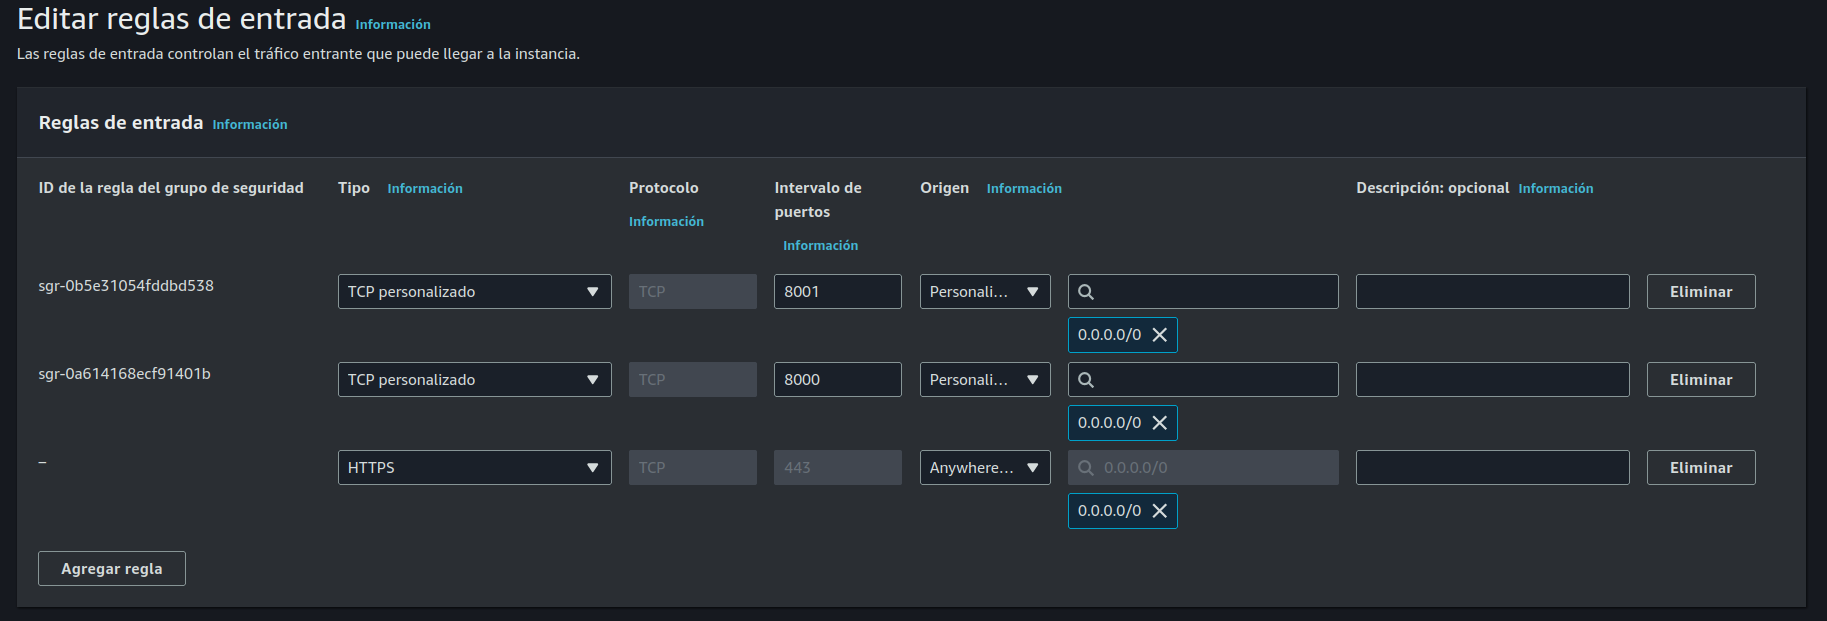 Editar reglas de entrada Información
Las reglas de entrada controlan el tráfico entrante que puede llegar a la instancia.
Reglas de entrada Información
ID de la regla del grupo de seguridad Tipo Información Protocolo Información Intervalo de puertos Información Origen Información Descripción: opcional Información
sgr-0b5e31054fddbd538 TCP personalizado TCP 8001 Personali... Eliminar
0.0.0.0/0
sgr-0a614168ecf91401b TCP personalizado TCP 8000 Personali... Eliminar
0.0.0.0/0
– HTTPS TCP 443 Anywhere... 0.0.0.0/0 Eliminar
0.0.0.0/0
Agregar regla